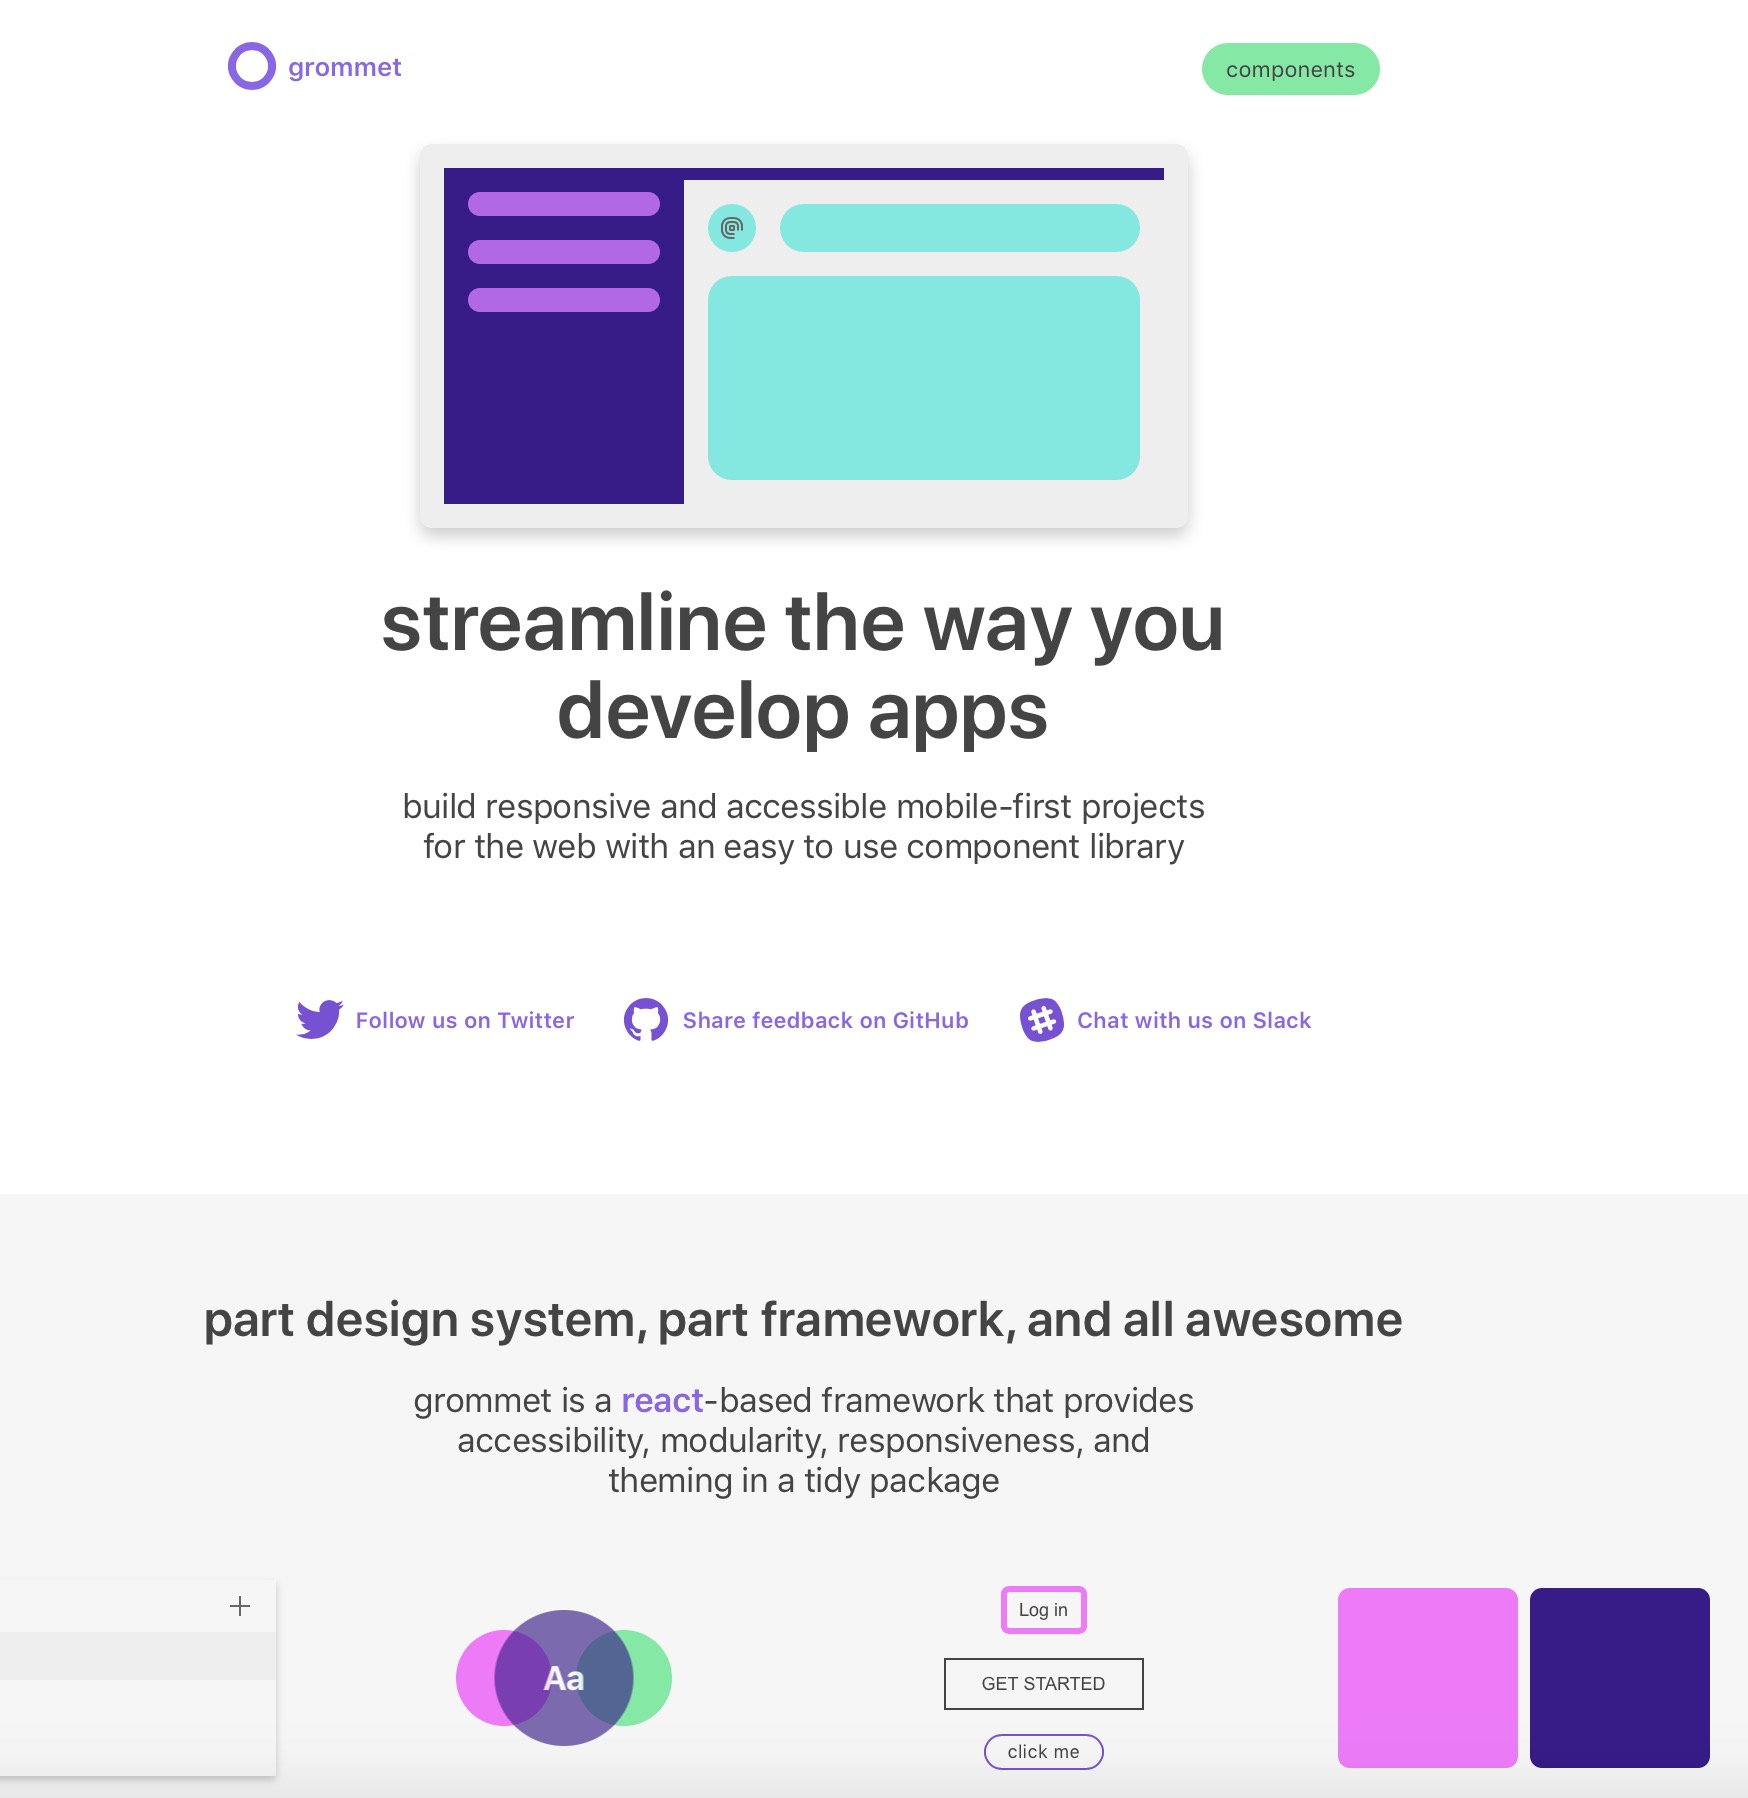 grommet
components
streamline the way you
develop apps
build responsive and accessible mobile-first projects
for the web with an easy to use component library
Follow us on Twitter
Share feedback on GitHub
Chat with us on Slack
part design system, part framework, and all awesome
grommet is a react-based framework that provides
accessibility, modularity, responsiveness, and
theming in a tidy package
Aa
Log in
GET STARTED
click me